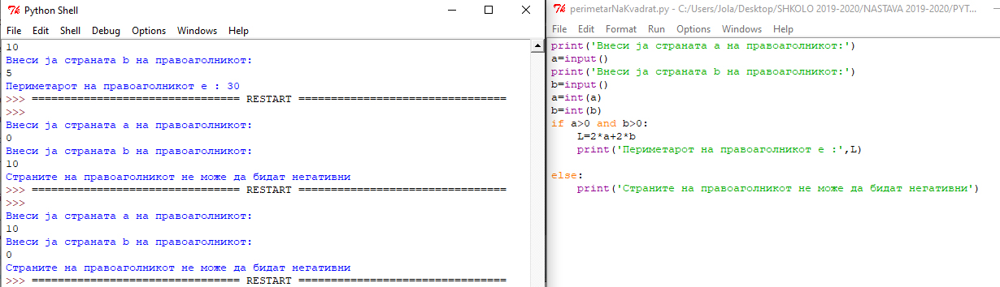 Python Shell
File Edit Shell Debug Options Windows Help
10
Внеси ја страната b на правоаголникот:
5
Периметарот на правоаголникот е : 30
>>> ================================ RESTART ================================
>>>
Внеси ја страната a на правоаголникот:
0
Внеси ја страната b на правоаголникот:
10
Страните на правоаголникот не може да бидат негативни
>>> ================================ RESTART ================================
>>>
Внеси ја страната a на правоаголникот:
10
Внеси ја страната b на правоаголникот:
0
Страните на правоаголникот не може да бидат негативни
>>> ================================ RESTART ================================
perimetarNaKvadrat.py - C:/Users/Jola/Desktop/SHKOLO 2019-2020/NASTAVA 2019-2020/PYT...
File Edit Format Run Options Windows Help
print('Внеси ја страната a на правоаголникот:')
a=input()
print('Внеси ја страната b на правоаголникот:')
b=input()
a=int(a)
b=int(b)
if a>0 and b>0:
    L=2*a+2*b
    print('Периметарот на правоаголникот е :',L)
else:
    print('Страните на правоаголникот не може да бидат негативни')